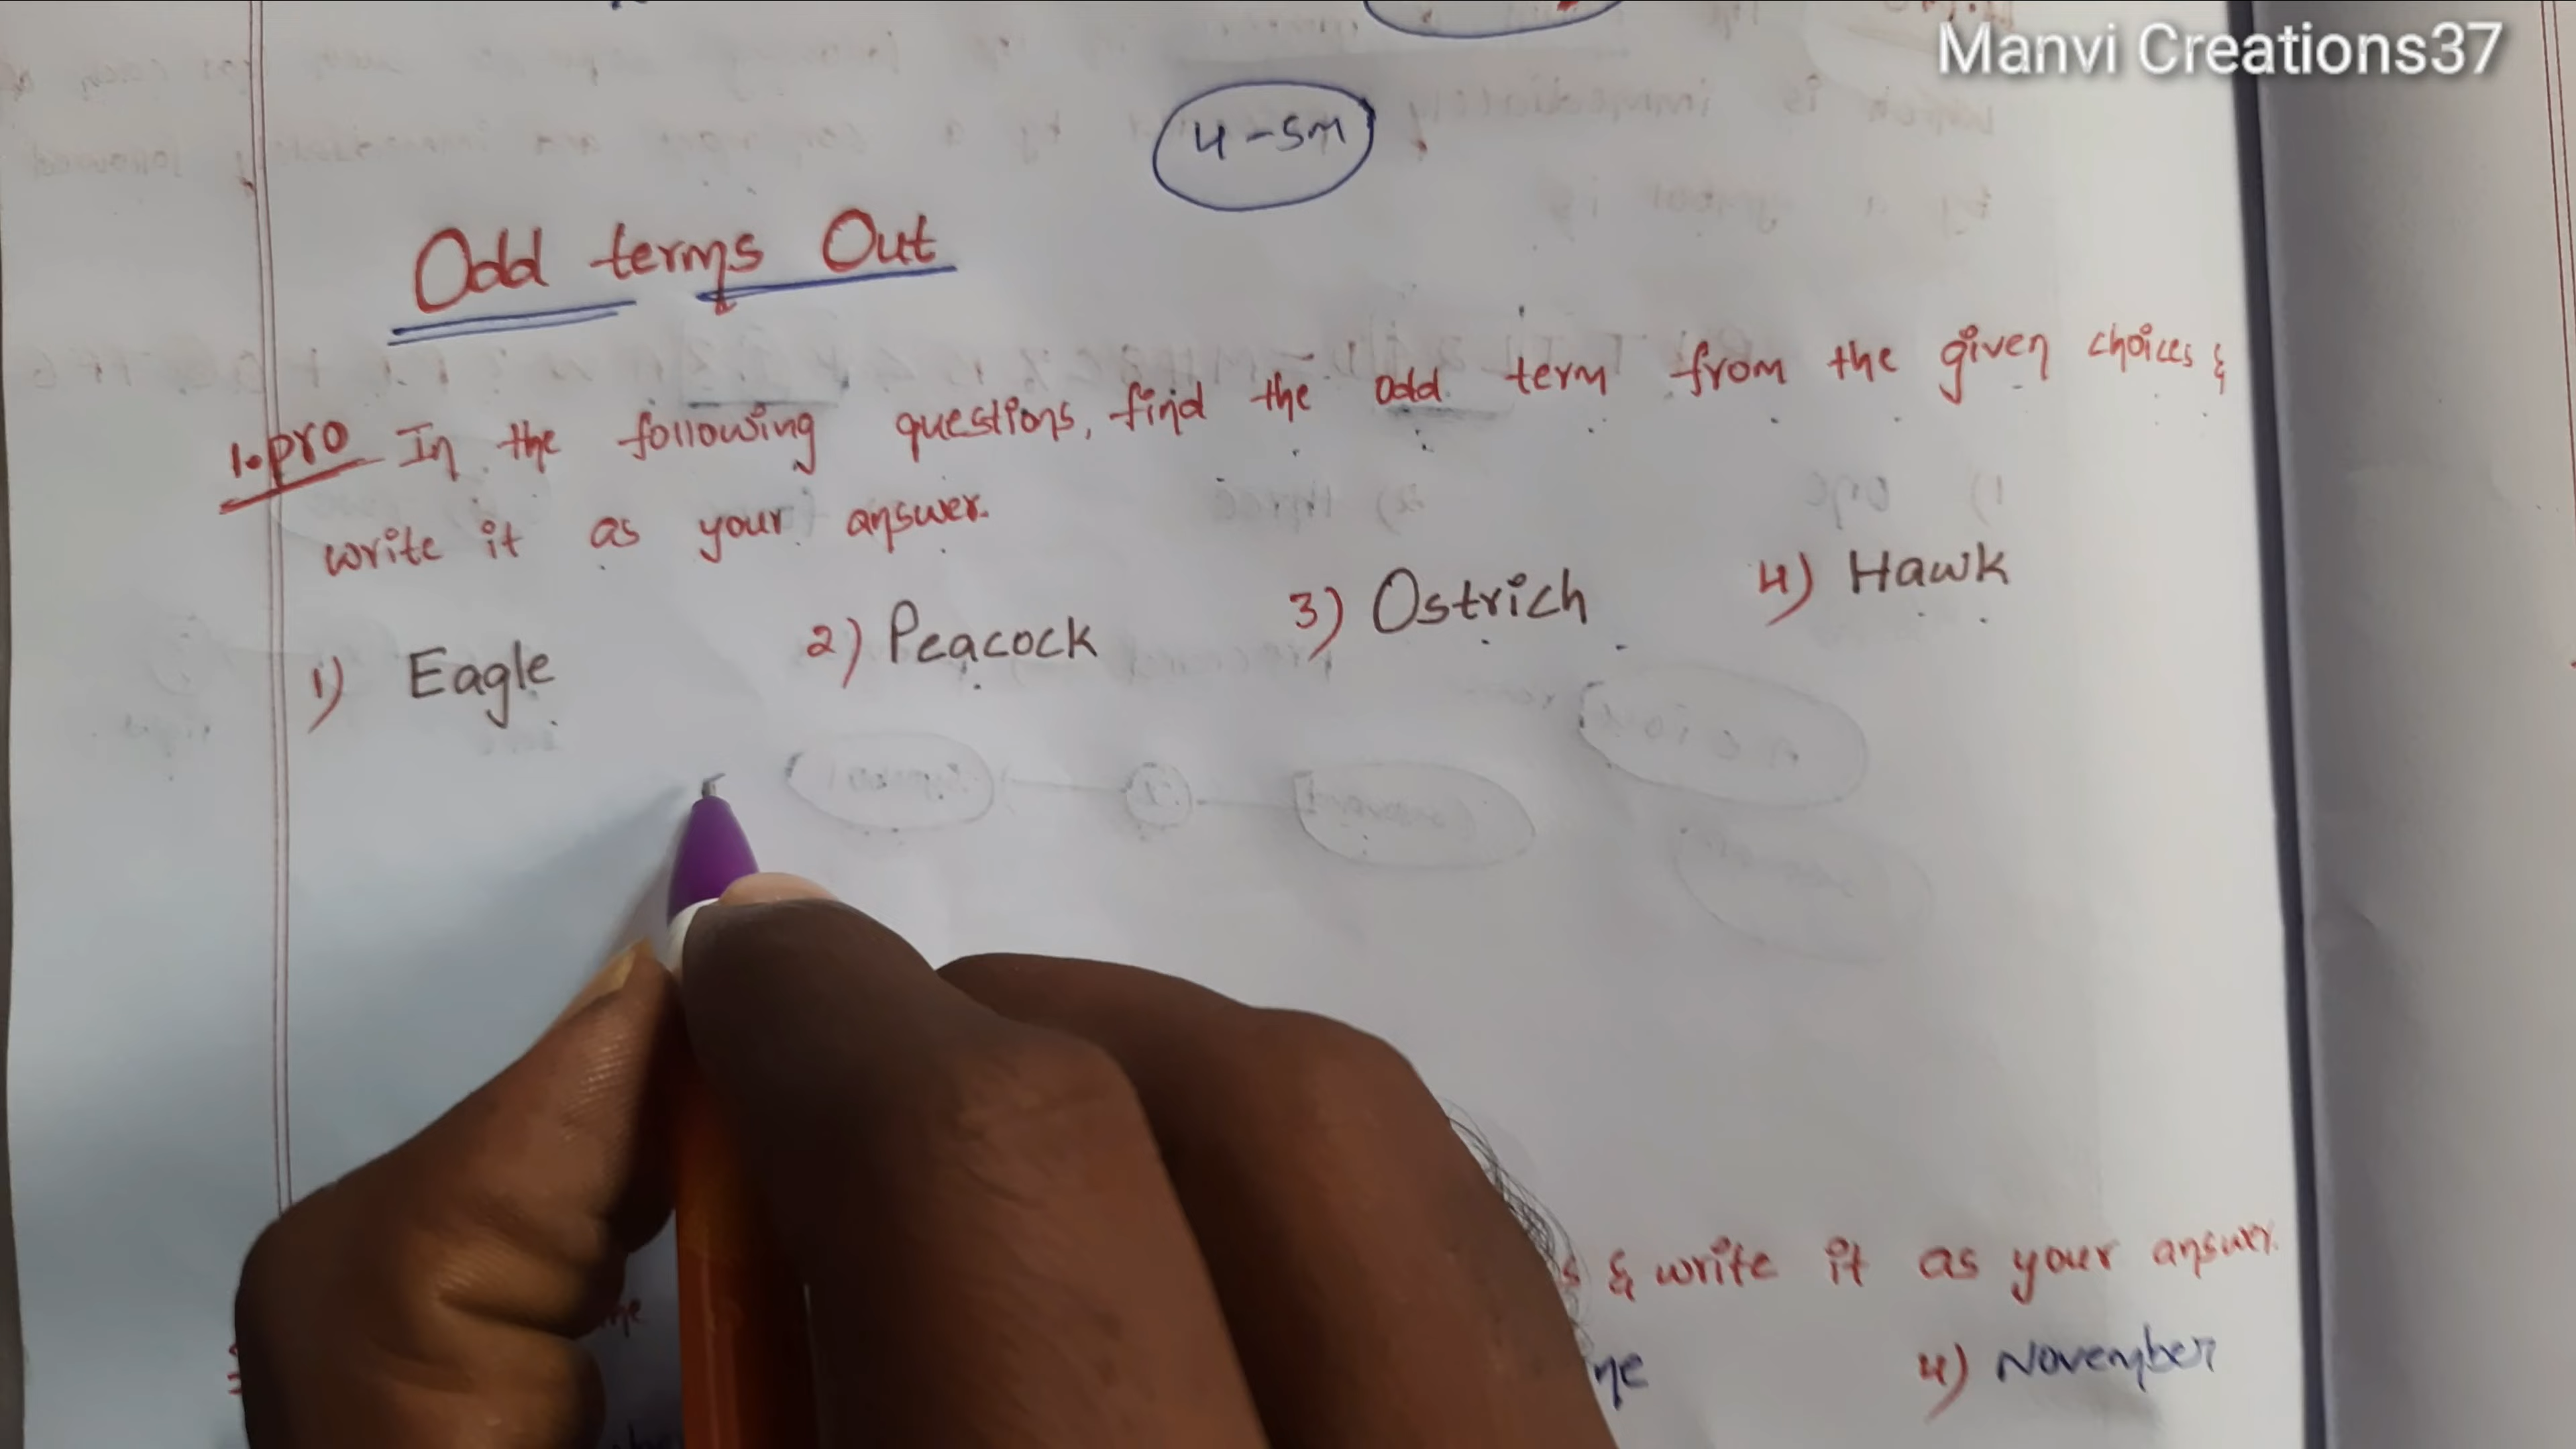 Manvi Creations37
4-5M
Odd terms Out
1.pro In the following questions, find the odd term from the given choices &
write it as your answer.
1) Eagle 2) Peacock 3) Ostrich 4) Hawk
& write it as your answer.
4) November